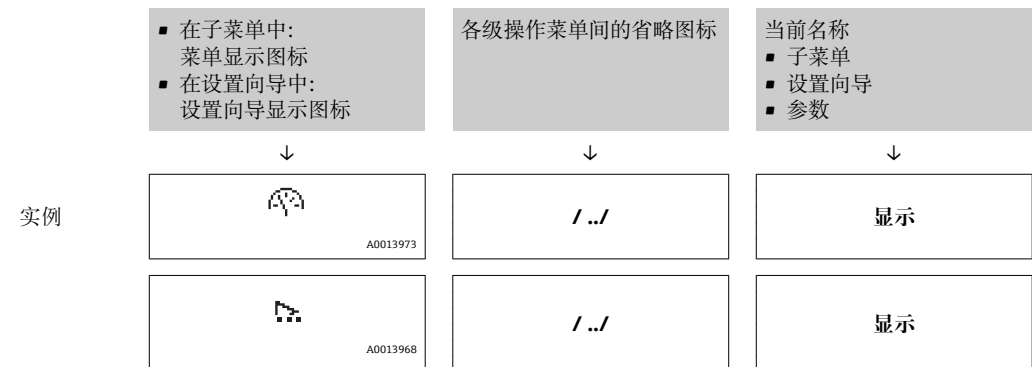 ▪ 在子菜单中:
菜单显示图标
▪ 在设置向导中:
设置向导显示图标
各级操作菜单间的省略图标
当前名称
▪ 子菜单
▪ 设置向导
▪ 参数
↓ ↓ ↓
实例
A0013973
/ ../
显示
A0013968
/ ../
显示